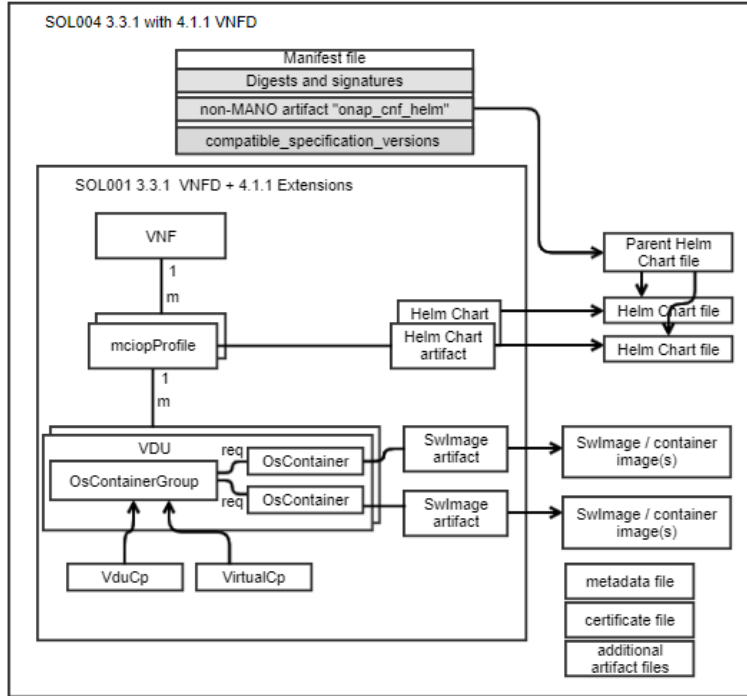 SOL004 3.3.1 with 4.1.1 VNFD
Manifest file
Digests and signatures
non-MANO artifact "onap_cnf_helm"
compatible_specification_versions
SOL001 3.3.1 VNFD + 4.1.1 Extensions
VNF
1
m
mciopProfile
Helm Chart
Helm Chart
artifact
Parent Helm
Chart file
Helm Chart file
Helm Chart file
1
m
VDU
OsContainerGroup
req
OsContainer
req
OsContainer
SwImage
artifact
SwImage / container
image(s)
SwImage
artifact
SwImage / container
image(s)
VduCp
VirtualCp
metadata file
certificate file
additional
artifact files